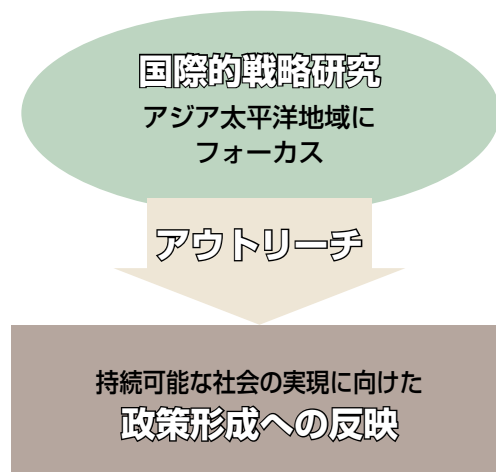 国際的戦略研究
アジア太平洋地域に
フォーカス
アウトリーチ
持続可能な社会の実現に向けた
政策形成への反映